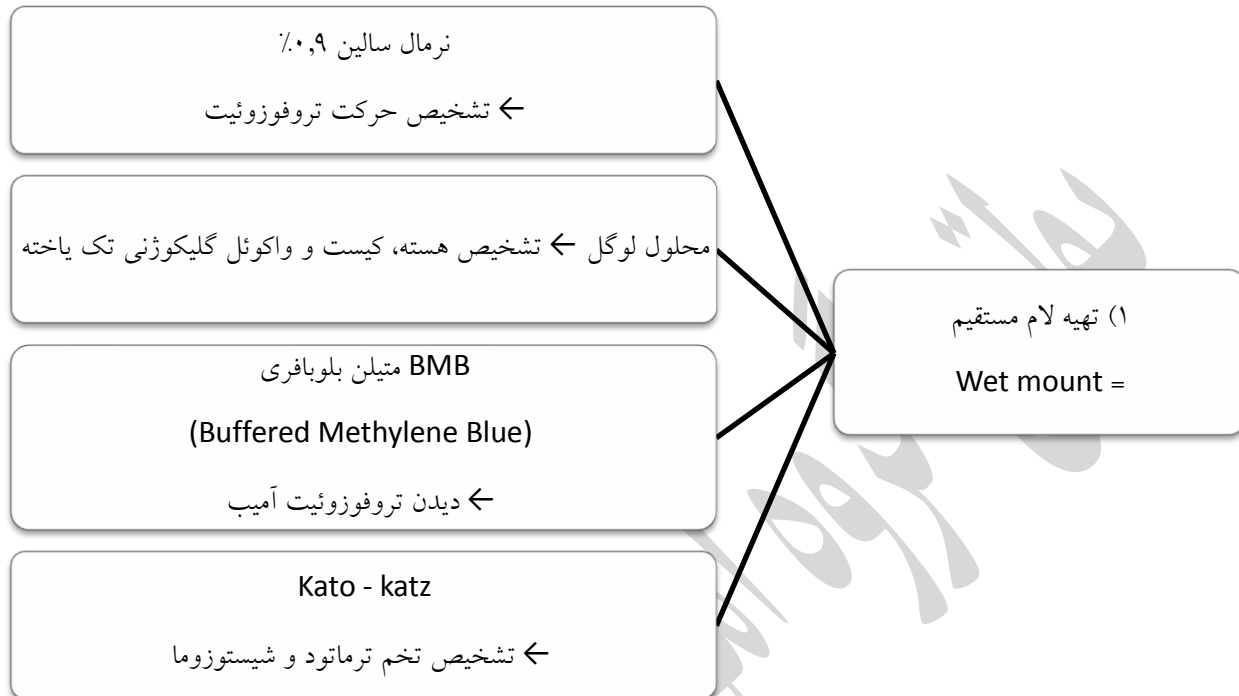 ۱) تهیه لام مستقیم
Wet mount =
نرمال سالین ۰,۹٪
← تشخیص حرکت تروفوزوئیت
محلول لوگل ← تشخیص هسته، کیست و واکوئل گلیکوژنی تک یاخته
BMB متیلن بلوبافری
(Buffered Methylene Blue)
← دیدن تروفوزوئیت آمیب
Kato - katz
← تشخیص تخم ترماتود و شیستوزوما